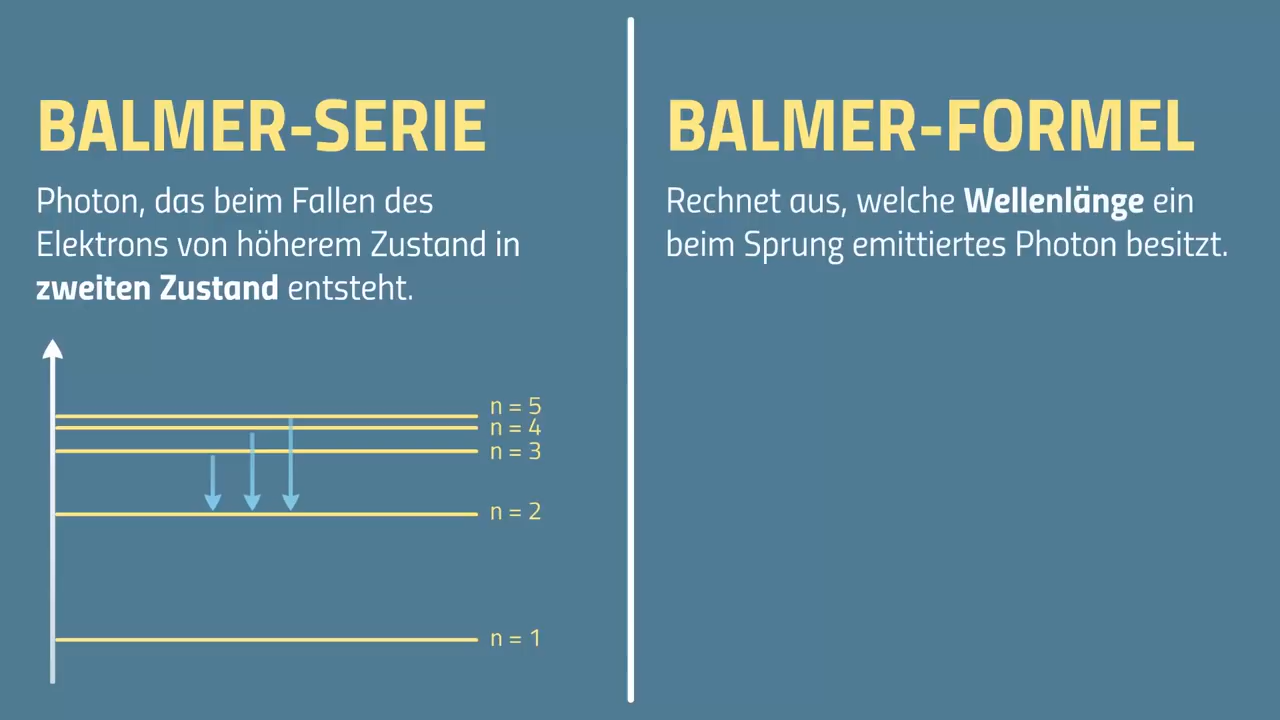 BALMER-SERIE
Photon, das beim Fallen des
Elektrons von höherem Zustand in
zweiten Zustand entsteht.
n = 5
n = 4
n = 3
n = 2
n = 1
BALMER-FORMEL
Rechnet aus, welche Wellenlänge ein
beim Sprung emittiertes Photon besitzt.